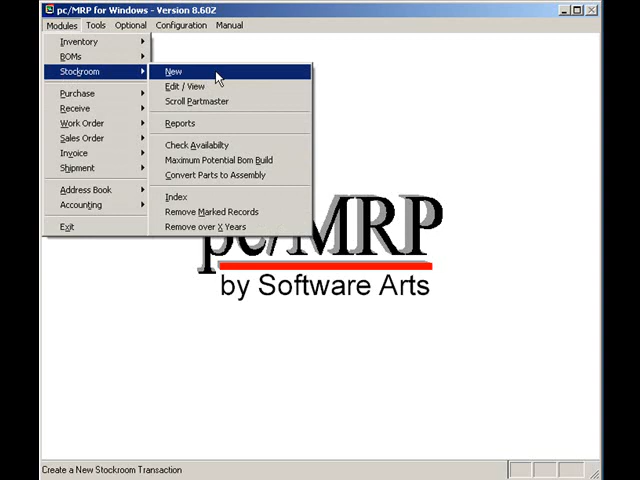 pc/MRP for Windows - Version 8.602
Modules Tools Optional Configuration Manual
Inventory
BOMs
Stockroom
Purchase
Receive
Work Order
Sales Order
Invoice
Shipment
Address Book
Accounting
Exit
New
Edit / View
Scroll Partmaster
Reports
Check Availabilty
Maximum Potential Bom Build
Convert Parts to Assembly
Index
Remove Marked Records
Remove over X Years
pc/MRP
by Software Arts
Create a New Stockroom Transaction